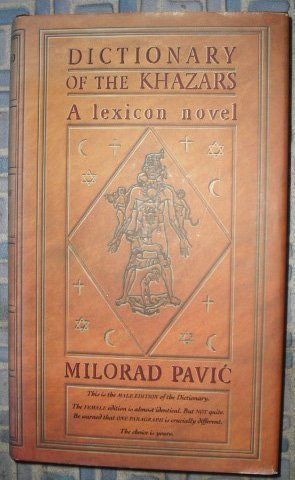 DICTIONARY
OF THE KHAZARS
A lexicon novel
MILORAD PAVIĆ
This is the MALE EDITION of the Dictionary.
The FEMALE edition is almost identical. But NOT quite.
Be warned that ONE PARAGRAPH is crucially different.
The choice is yours.